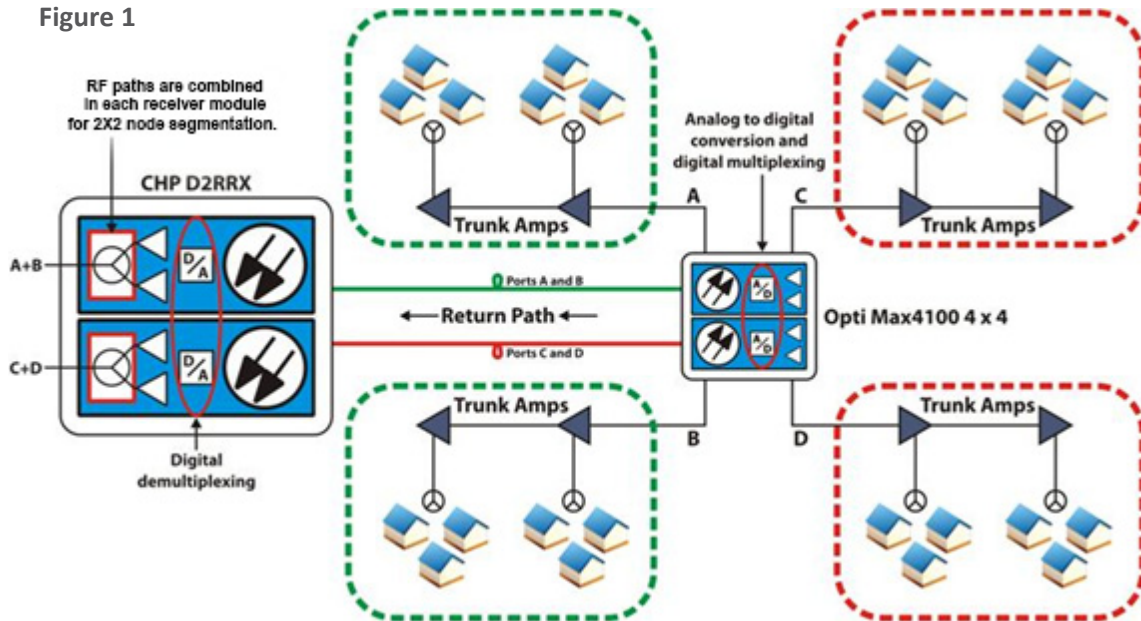 Figure 1
RF paths are combined
in each receiver module
for 2X2 node segmentation.
CHP D2RRX
A+B
D/A
C+D
D/A
Digital
demultiplexing
Trunk Amps
A
Analog to digital
conversion and
digital multiplexing
C
Trunk Amps
Ports A and B
Return Path
Ports C and D
A/D
A/D
Opti Max4100 4 x 4
Trunk Amps
B
D
Trunk Amps